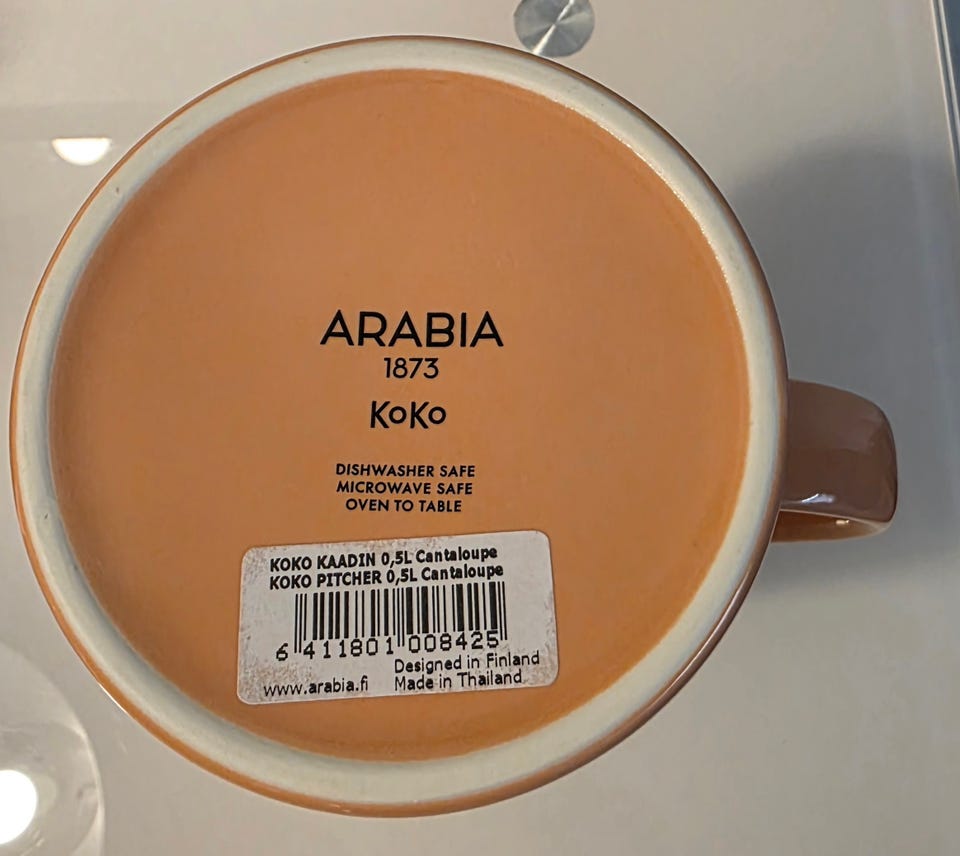 ARABIA
1873
KoKo
DISHWASHER SAFE
MICROWAVE SAFE
OVEN TO TABLE
KOKO KAADIN 0,5L Cantaloupe
KOKO PITCHER 0,5L Cantaloupe
6 411801 008425
Designed in Finland
www.arabia.fi Made in Thailand